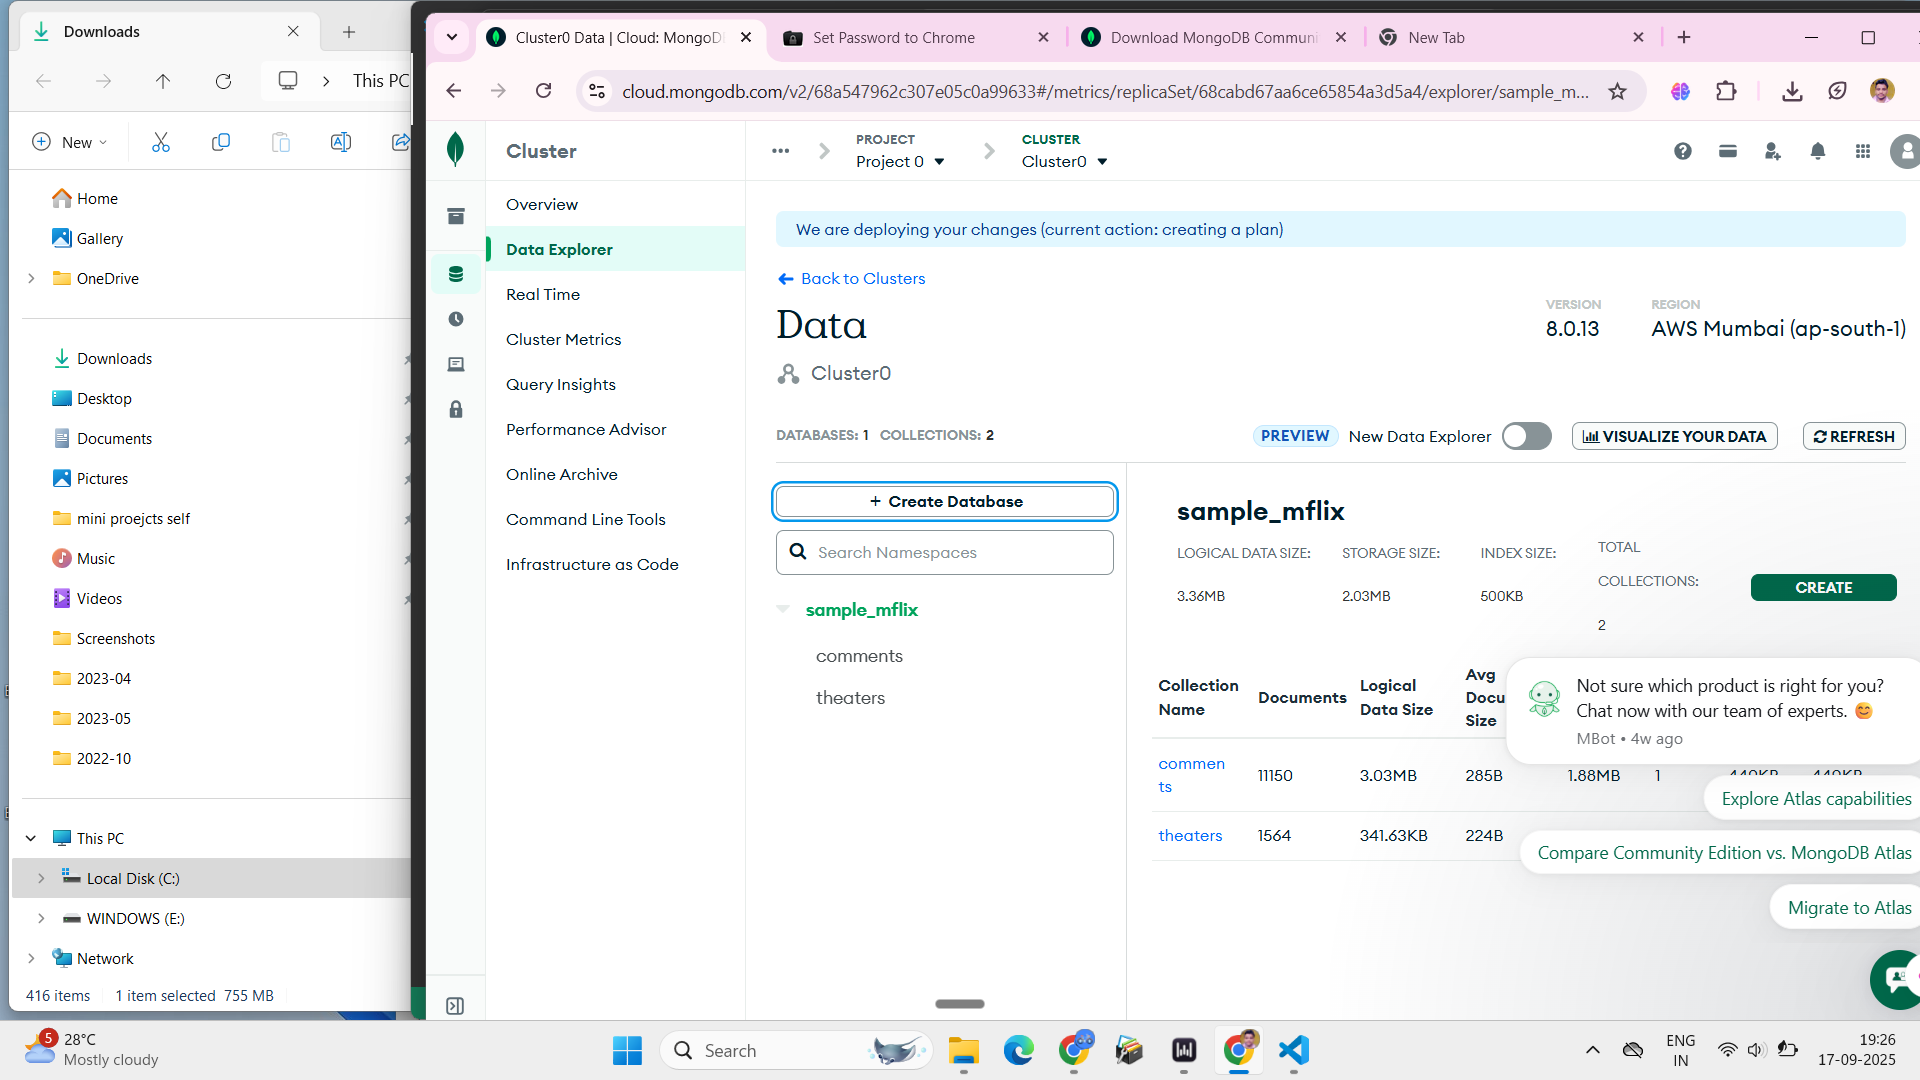 Downloads
Cluster0 Data | Cloud: MongoD
Set Password to Chrome
Download MongoDB Communi
New Tab
This PC
cloud.mongodb.com/v2/68a547962c307e05c0a99633#/metrics/replicaSet/68cabd67aa6ce65854a3d5a4/explorer/sample_m...
New
Home
Gallery
OneDrive
Downloads
Desktop
Documents
Pictures
mini proejcts self
Music
Videos
Screenshots
2023-04
2023-05
2022-10
This PC
Local Disk (C:)
WINDOWS (E:)
Network
416 items 1 item selected 755 MB
Cluster
Overview
Data Explorer
Real Time
Cluster Metrics
Query Insights
Performance Advisor
Online Archive
Command Line Tools
Infrastructure as Code
PROJECT
Project 0
CLUSTER
Cluster0
We are deploying your changes (current action: creating a plan)
Back to Clusters
Data
Cluster0
VERSION
8.0.13
REGION
AWS Mumbai (ap-south-1)
DATABASES: 1 COLLECTIONS: 2
PREVIEW New Data Explorer
VISUALIZE YOUR DATA
REFRESH
+ Create Database
Search Namespaces
sample_mflix
comments
theaters
sample_mflix
LOGICAL DATA SIZE:
3.36MB
STORAGE SIZE:
2.03MB
INDEX SIZE:
500KB
TOTAL
COLLECTIONS:
2
CREATE
Collection Name Documents Logical Data Size Avg Docu Size
commen
ts 11150 3.03MB 285B 1.88MB 1 449KB 449KB
theaters 1564 341.63KB 224B
Not sure which product is right for you?
Chat now with our team of experts. 😊
MBot • 4w ago
Explore Atlas capabilities
Compare Community Edition vs. MongoDB Atlas
Migrate to Atlas
5
28°C
Mostly cloudy
Search
ENG
IN
19:26
17-09-2025